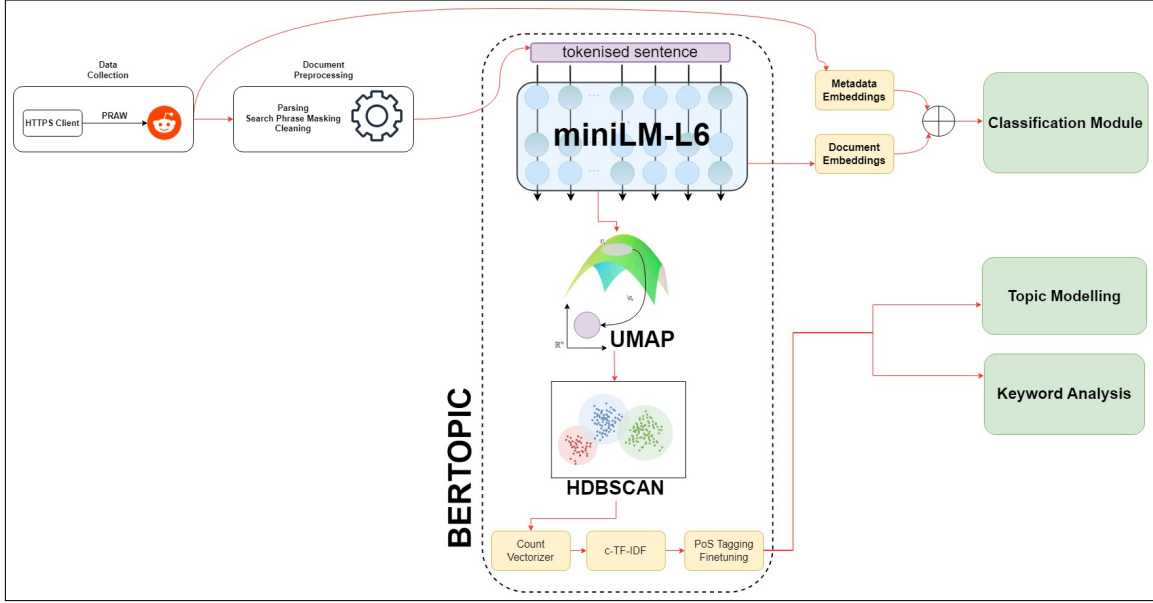 Data
Collection
HTTPS Client
PRAW
Document
Preprocessing
Parsing
Search Phrase Masking
Cleaning
BERTOPIC
tokenised sentence
miniLM-L6
UMAP
HDBSCAN
Count
Vectorizer
c-TF-IDF
PoS Tagging
Finetuning
Metadata
Embeddings
Document
Embeddings
Classification Module
Topic Modelling
Keyword Analysis